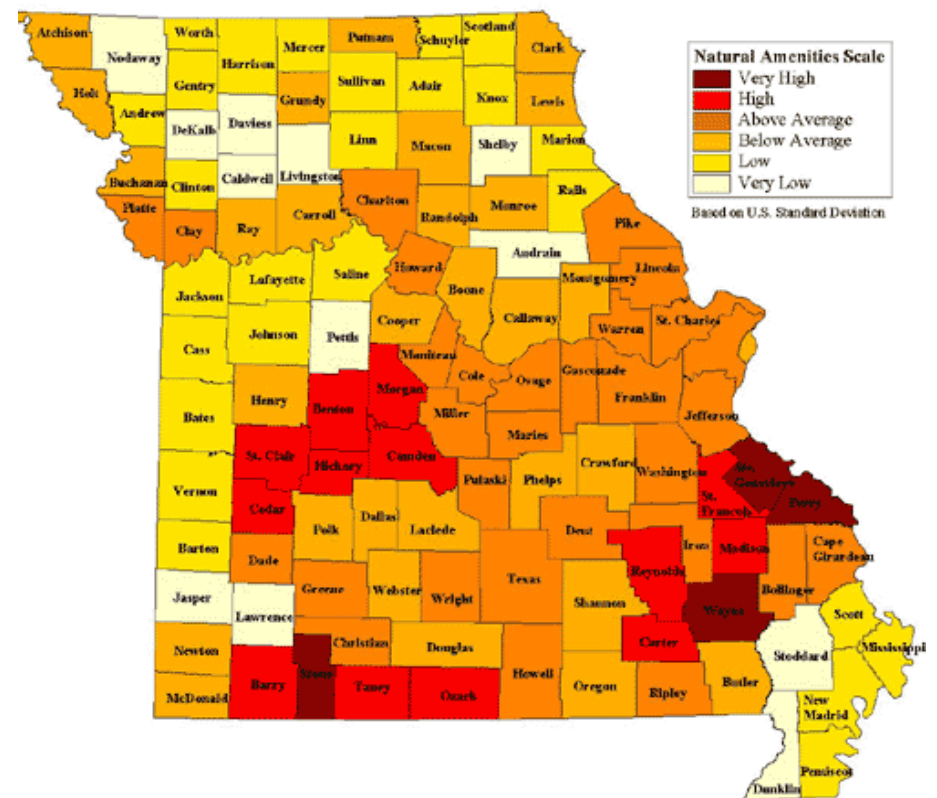 Natural Amenities Scale
Very High
High
Above Average
Below Average
Low
Very Low
Based on U.S. Standard Deviation
Atchison
Nodaway
Worth
Harrison
Mercer
Putnam
Schuyler
Scotland
Clark
Holt
Gentry
Grundy
Sullivan
Adair
Knox
Lewis
Andrew
DeKalb
Daviess
Linn
Macon
Shelby
Marion
Buchanan
Clinton
Caldwell
Livingston
Chariton
Randolph
Monroe
Ralls
Platte
Clay
Ray
Carroll
Pike
Audrain
Jackson
Lafayette
Saline
Howard
Boone
Montgomery
Lincoln
Cass
Johnson
Pettis
Cooper
Callaway
Warren
St. Charles
Moniteau
Cole
Osage
Gasconade
Franklin
Jefferson
Bates
Henry
Benton
Morgan
Miller
Maries
St. Clair
Hickory
Camden
Pulaski
Phelps
Crawford
Washington
Ste.
Genevieve
Perry
St.
Francois
Vernon
Cedar
Polk
Dallas
Laclede
Dent
Iron
Madison
Cape
Girardeau
Barton
Dade
Greene
Webster
Wright
Texas
Shannon
Reynolds
Bollinger
Wayne
Jasper
Lawrence
Christian
Douglas
Carter
Scott
Mississippi
Stoddard
Newton
McDonald
Barry
Stone
Taney
Ozark
Howell
Oregon
Ripley
Butler
New
Madrid
Dunklin
Pemiscot